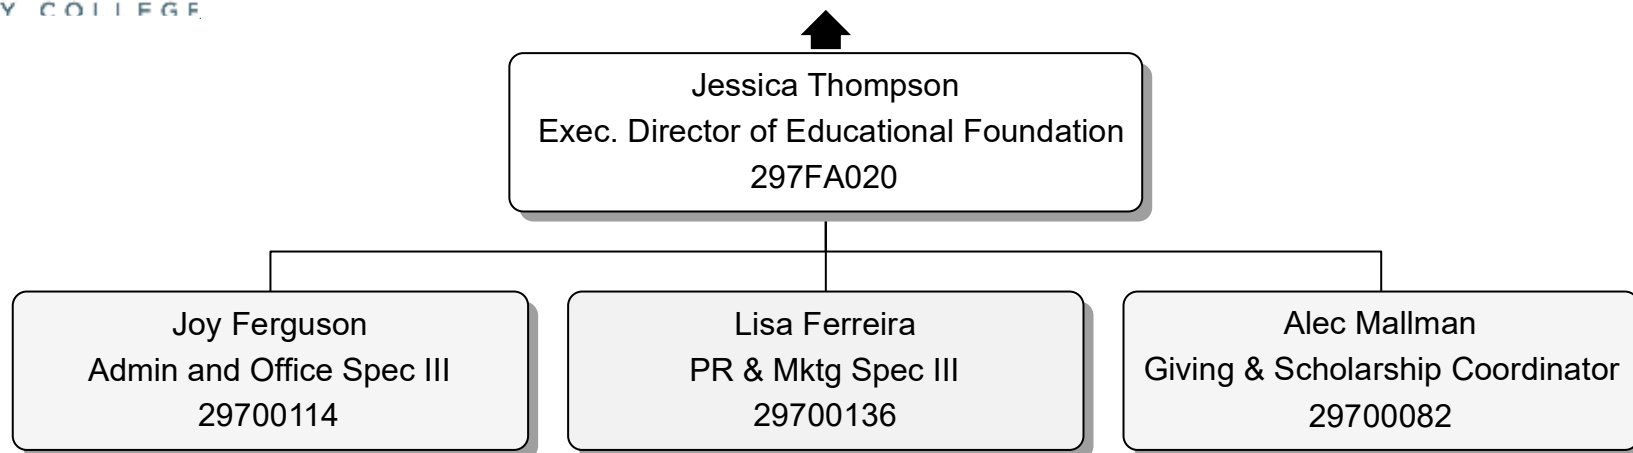 Y COLLEGE
Jessica Thompson
Exec. Director of Educational Foundation
297FA020
Joy Ferguson
Admin and Office Spec III
29700114
Lisa Ferreira
PR & Mktg Spec III
29700136
Alec Mallman
Giving & Scholarship Coordinator
29700082